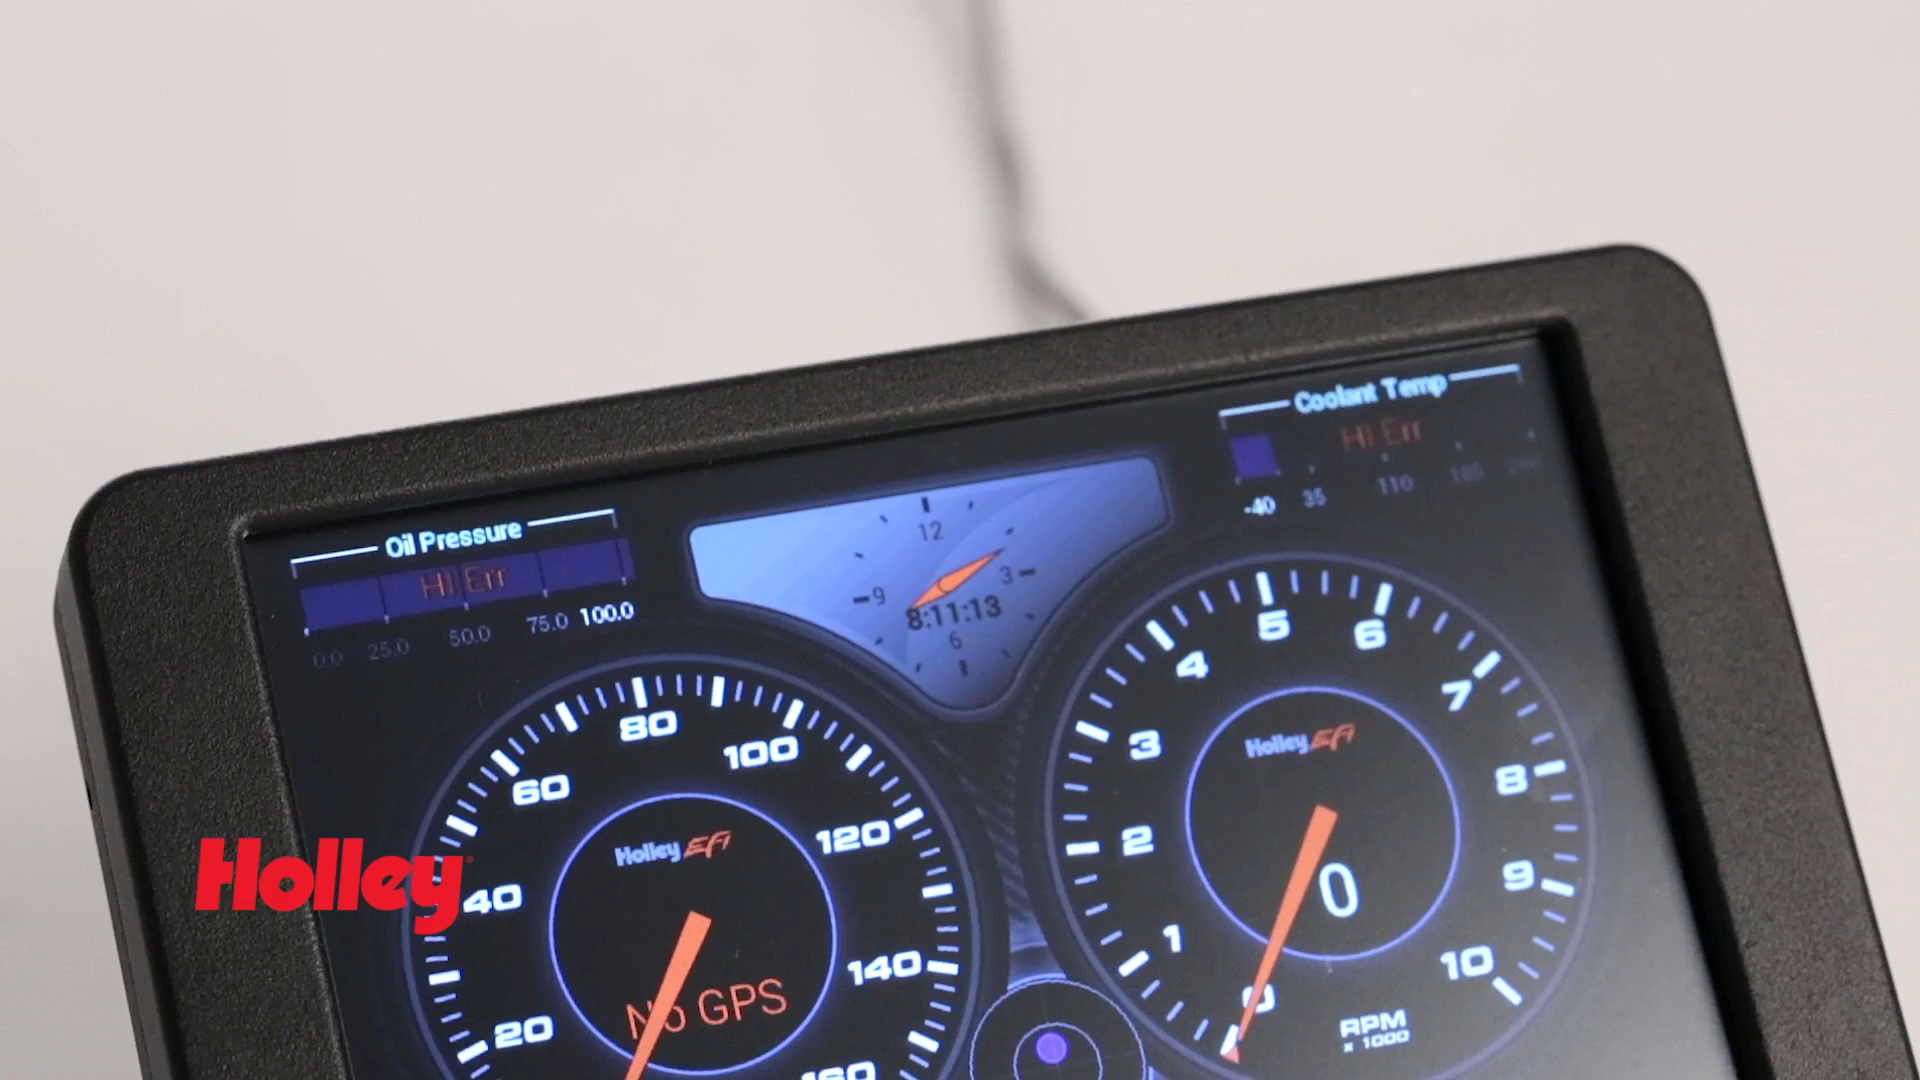 Coolant Temp
HI Err
-40 35 110 185 260
Oil Pressure
HI Err
0.0 25.0 50.0 75.0 100.0
12
3
9
8:11:13
6
20
40
60
80
100
120
140
160
Holley EFI
No GPS
0
1
2
3
4
5
6
7
8
9
10
Holley EFI
0
RPM
x 1000
Holley®